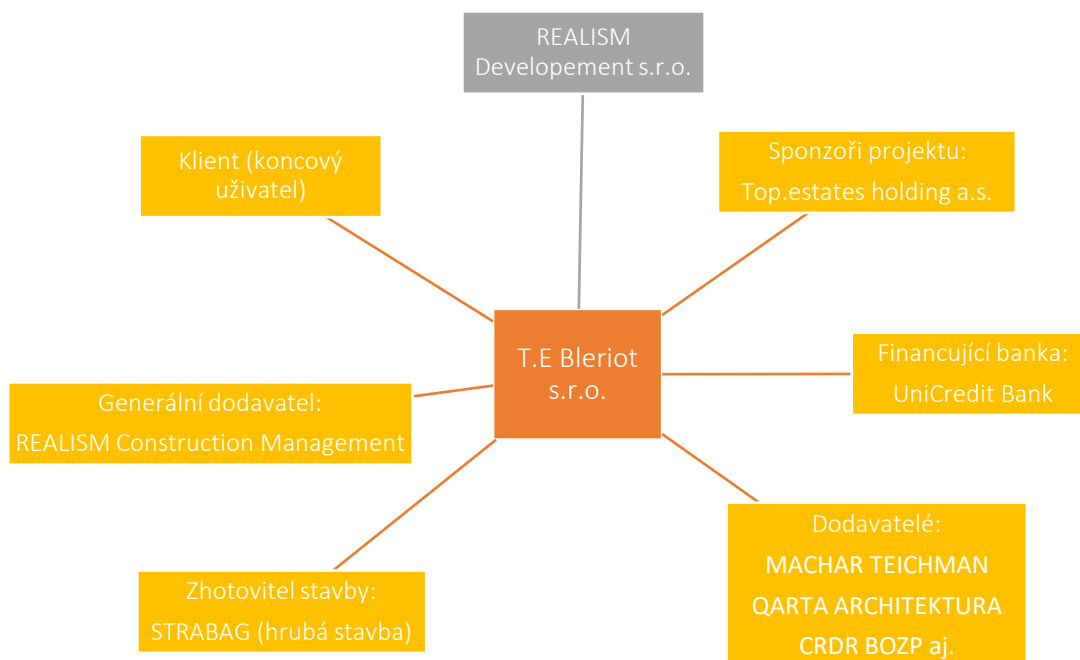 REALISM
Developement s.r.o.
Klient (koncový
uživatel)
Sponzoři projektu:
Top.estates holding a.s.
T.E Bleriot
s.r.o.
Financující banka:
UniCredit Bank
Generální dodavatel:
REALISM Construction Management
Dodavatelé:
MACHAR TEICHMAN
QARTA ARCHITEKTURA
CRDR BOZP aj.
Zhotovitel stavby:
STRABAG (hrubá stavba)